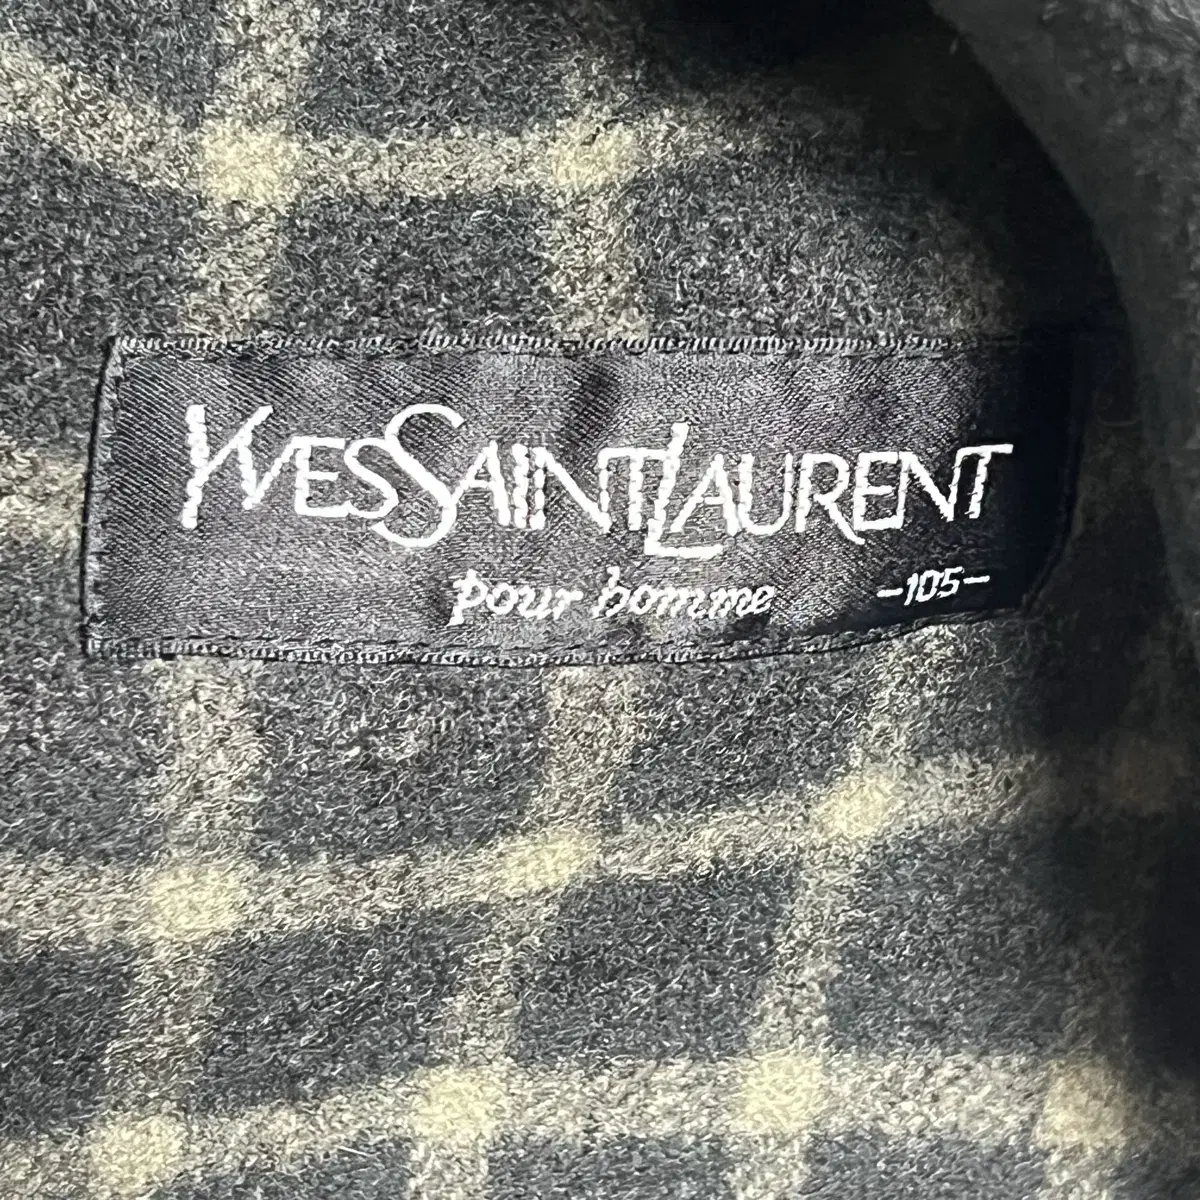 YVESSAINTLAURENT
pour homme -105-